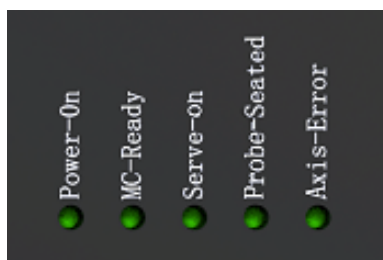 Power-On
MC-Ready
Serve-on
Probe-Seated
Axis-Error